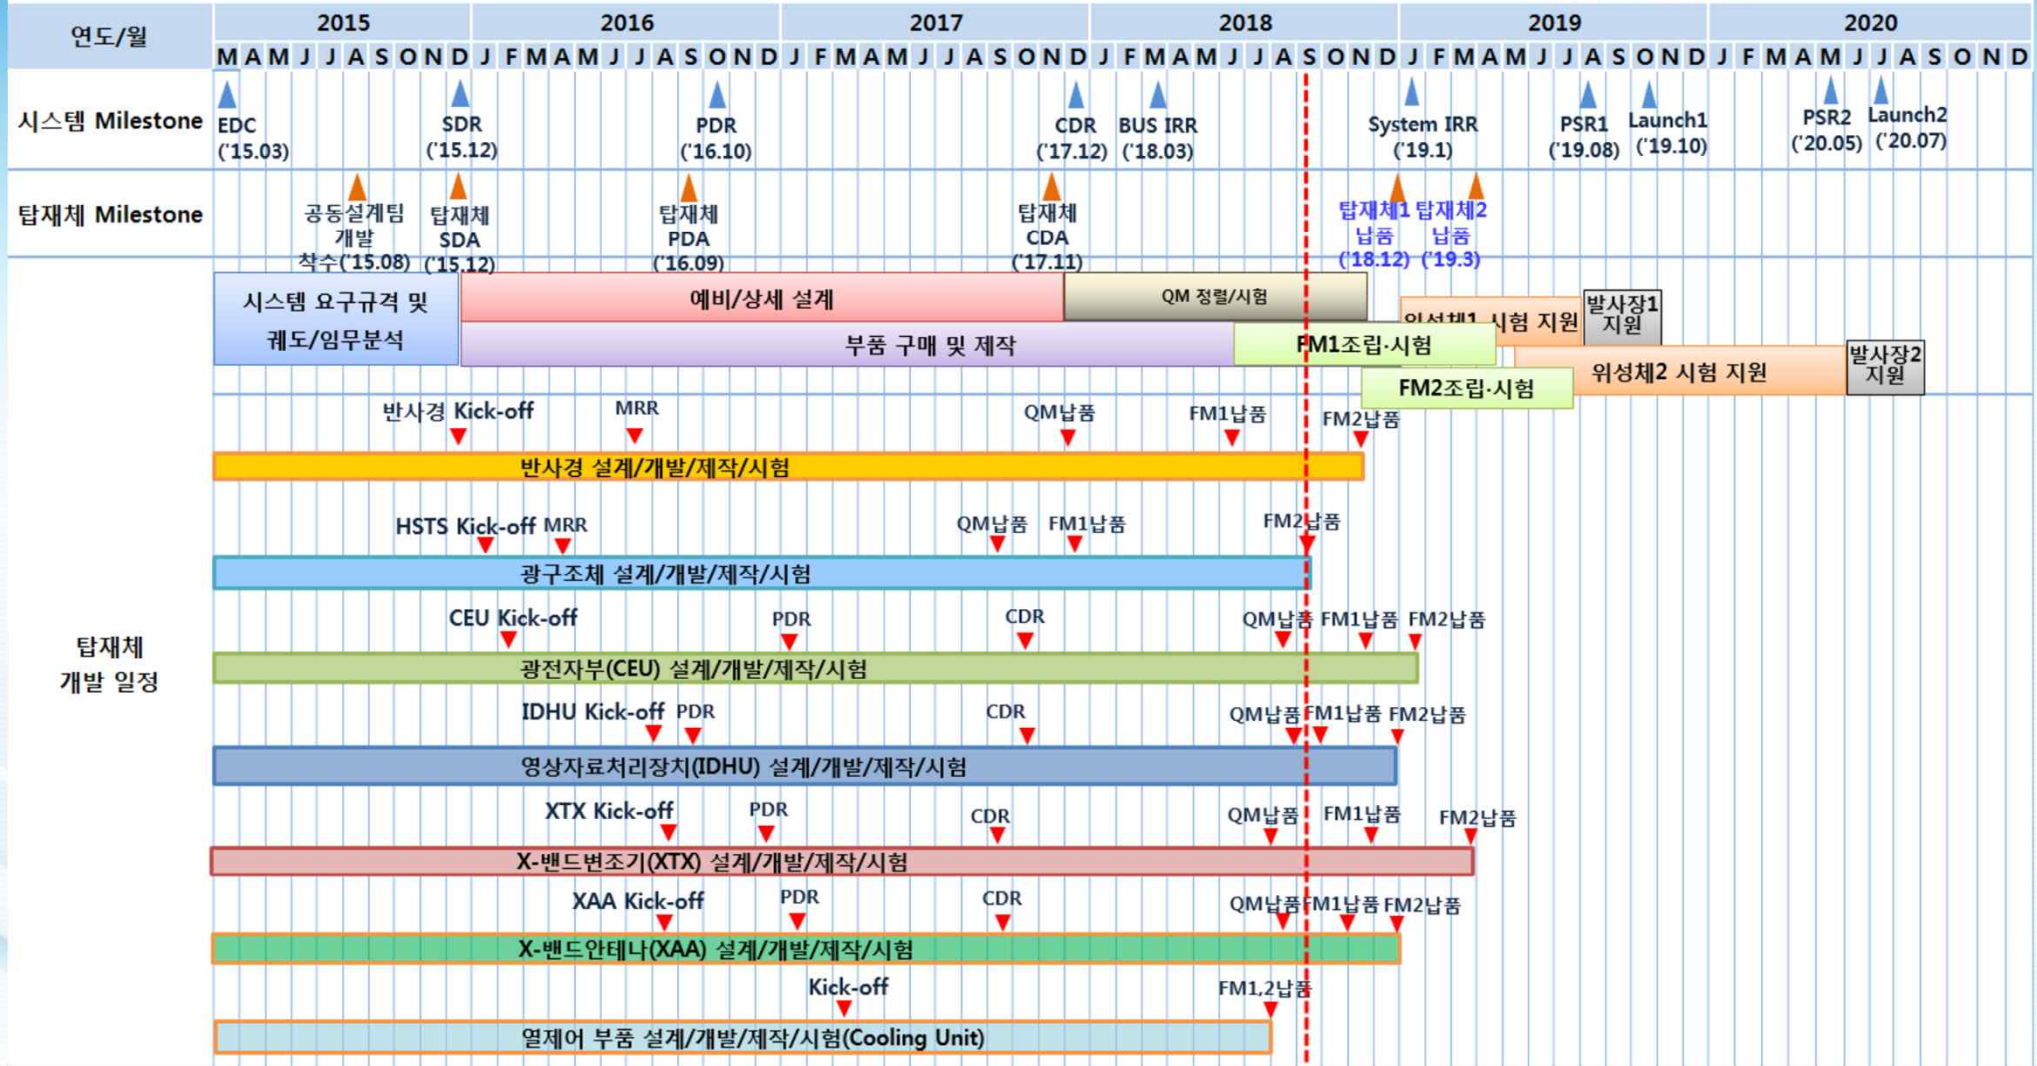 연도/월
2015 2016 2017 2018 2019 2020
M A M J J A S O N D J F M A M J J A S O N D J F M A M J J A S O N D J F M A M J J A S O N D J F M A M J J A S O N D J F M A M J J A S O N D
시스템 Milestone
EDC
('15.03)
SDR
('15.12)
PDR
('16.10)
CDR
('17.12)
BUS IRR
('18.03)
System IRR
('19.1)
PSR1
('19.08)
Launch1
('19.10)
PSR2
('20.05)
Launch2
('20.07)
탑재체 Milestone
공동설계팀
개발
착수('15.08)
탑재체
SDA
('15.12)
탑재체
PDA
('16.09)
탑재체
CDA
('17.11)
탑재체1
납품
('18.12)
탑재체2
납품
('19.3)
탑재체
개발 일정
시스템 요구규격 및
궤도/임무분석
예비/상세 설계
QM 정렬/시험
부품 구매 및 제작
FM1조립·시험
위성체1 시험 지원
발사장1
지원
FM2조립·시험
위성체2 시험 지원
발사장2
지원
반사경 Kick-off MRR QM납품 FM1납품 FM2납품
반사경 설계/개발/제작/시험
HSTS Kick-off MRR QM납품 FM1납품 FM2납품
광구조체 설계/개발/제작/시험
CEU Kick-off PDR CDR QM납품 FM1납품 FM2납품
광전자부(CEU) 설계/개발/제작/시험
IDHU Kick-off PDR CDR QM납품 FM1납품 FM2납품
영상자료처리장치(IDHU) 설계/개발/제작/시험
XTX Kick-off PDR CDR QM납품 FM1납품 FM2납품
X-밴드변조기(XTX) 설계/개발/제작/시험
XAA Kick-off PDR CDR QM납품 FM1납품 FM2납품
X-밴드안테나(XAA) 설계/개발/제작/시험
Kick-off FM1,2납품
열제어 부품 설계/개발/제작/시험(Cooling Unit)